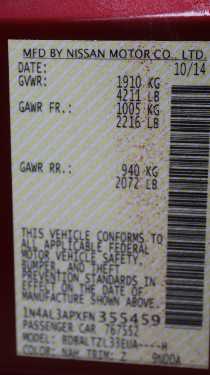 MFD BY NISSAN MOTOR CO., LTD.
DATE: 10/14
GVWR: 1910 KG
4211 LB
GAWR FR.: 1005 KG
2216 LB
GAWR RR.: 940 KG
2072 LB
THIS VEHICLE CONFORMS TO
ALL APPLICABLE FEDERAL
MOTOR VEHICLE SAFETY,
BUMPER, AND THEFT
PREVENTION STANDARDS IN
EFFECT ON THE DATE OF
MANUFACTURE SHOWN ABOVE.
1N4AL3APXFN355459
PASSENGER CAR 767552
MODEL:
COLOR: NAH TRIM: Z